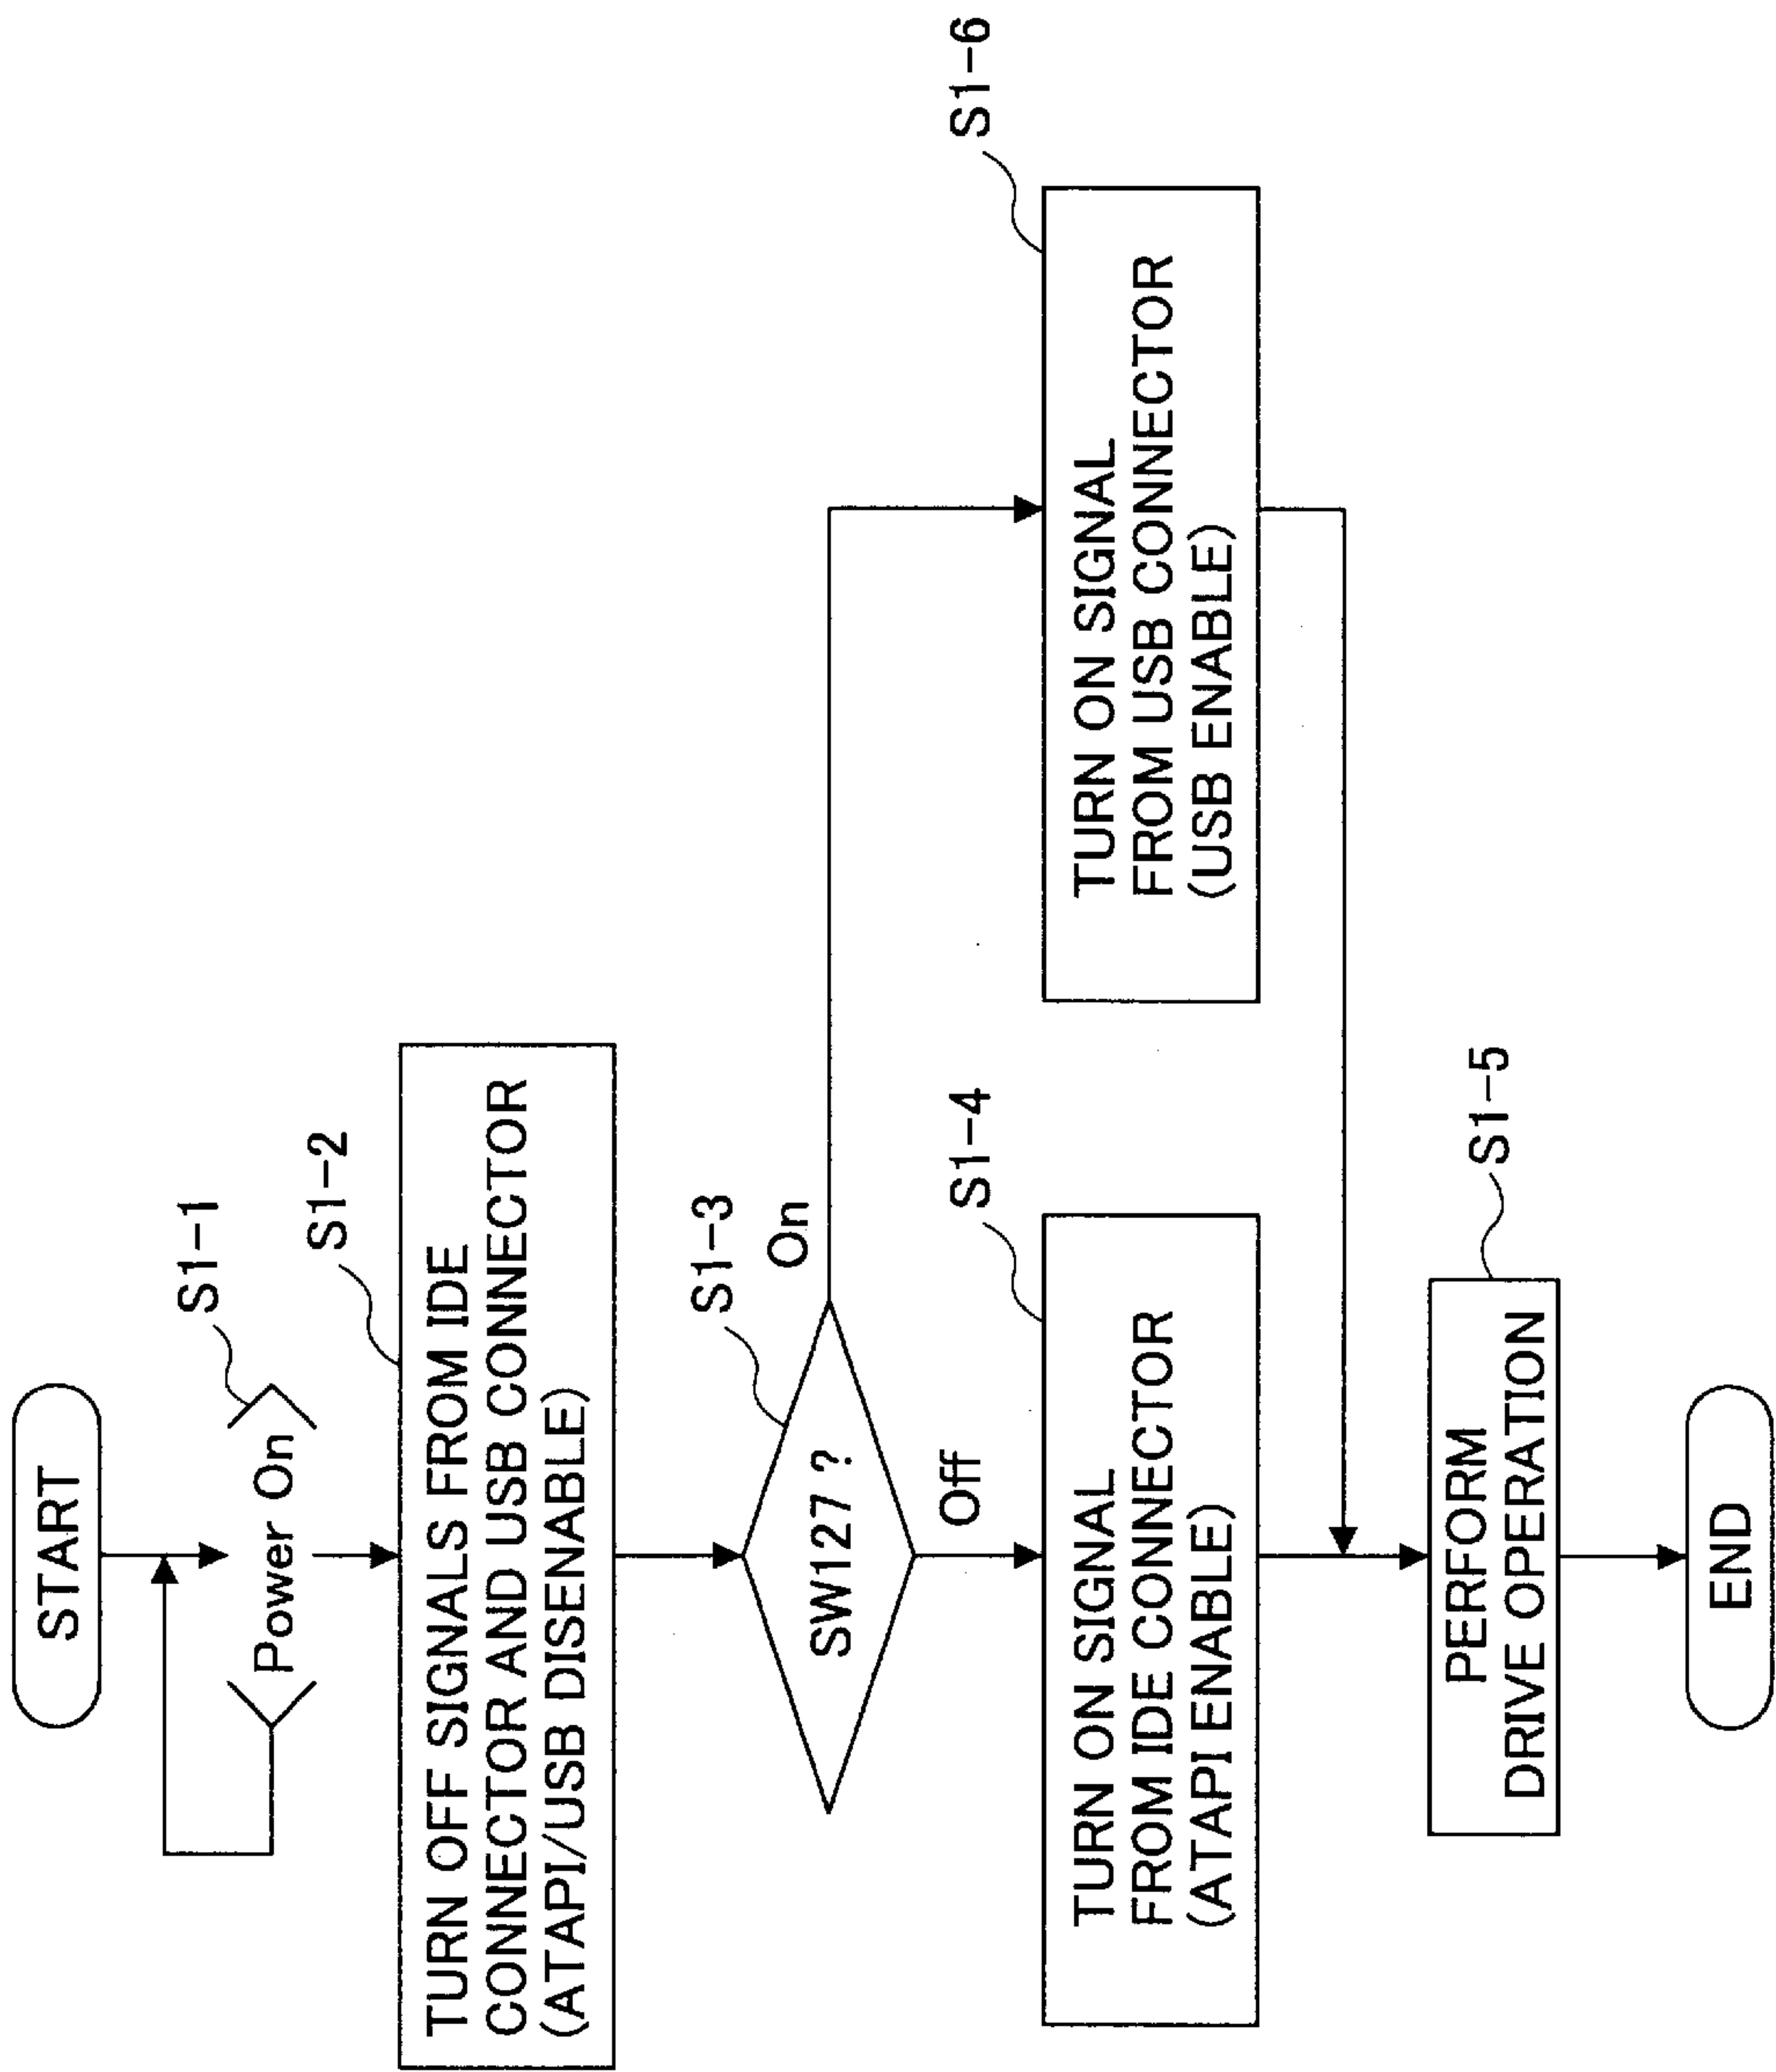 START
S1-1
Power On
S1-2
TURN OFF SIGNALS FROM IDE
CONNECTOR AND USB CONNECTOR
(ATAPI/USB DISENABLE)
S1-3
SW127 ?
On
Off
S1-4
TURN ON SIGNAL
FROM IDE CONNECTOR
(ATAPI ENABLE)
S1-6
TURN ON SIGNAL
FROM USB CONNECTOR
(USB ENABLE)
S1-5
PERFORM
DRIVE OPERATION
END